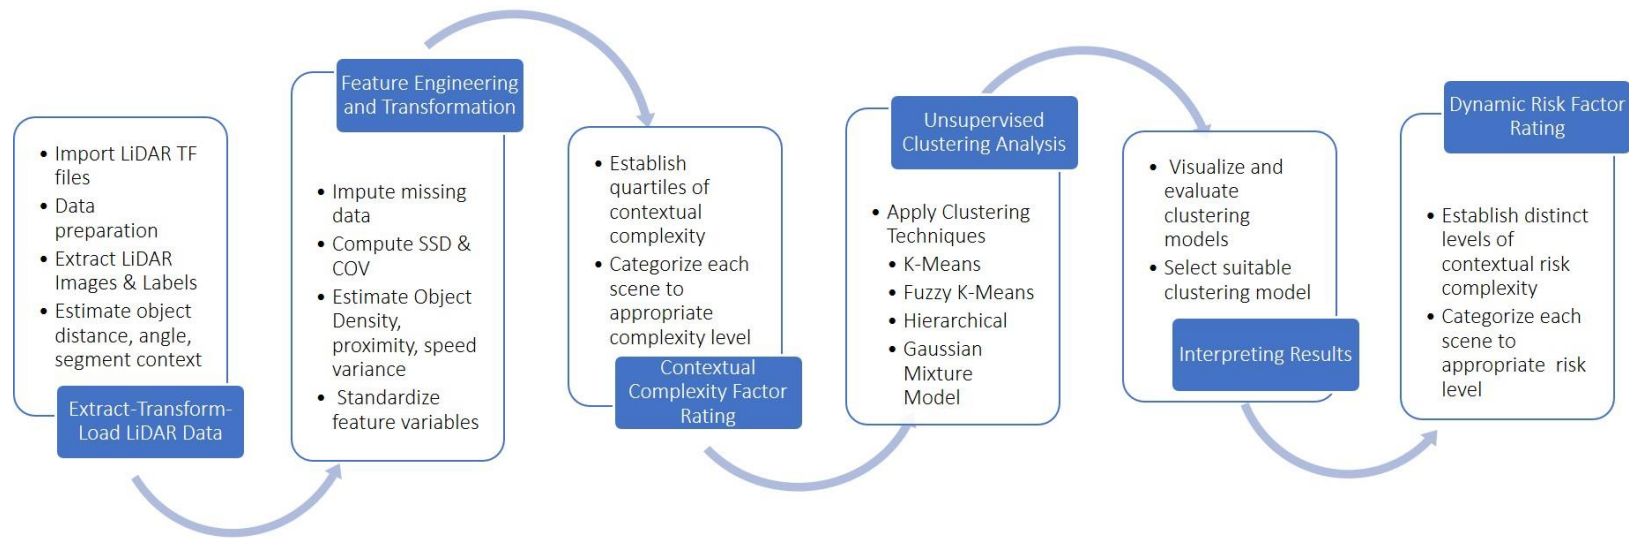 • Import LiDAR TF
files
• Data
preparation
• Extract LiDAR
Images & Labels
• Estimate object
distance, angle,
segment context
Extract-Transform-
Load LiDAR Data
Feature Engineering
and Transformation
• Impute missing
data
• Compute SSD &
COV
• Estimate Object
Density,
proximity, speed
variance
• Standardize
feature variables
• Establish
quartiles of
contextual
complexity
• Categorize each
scene to
appropriate
complexity level
Contextual
Complexity Factor
Rating
Unsupervised
Clustering Analysis
• Apply Clustering
Techniques
• K-Means
• Fuzzy K-Means
• Hierarchical
• Gaussian
Mixture
Model
• Visualize and
evaluate
clustering
models
• Select suitable
clustering model
Interpreting Results
Dynamic Risk Factor
Rating
• Establish distinct
levels of
contextual risk
complexity
• Categorize each
scene to
appropriate risk
level